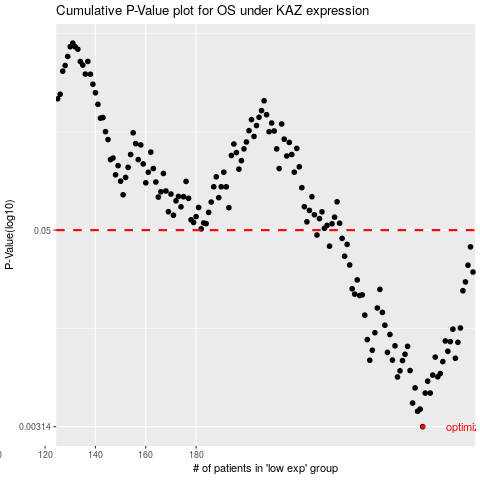 Cumulative P-Value plot for OS under KAZ expression
P-Value(log10)
0.05
0.00314
optimi
0 120 140 160 180
# of patients in 'low exp' group